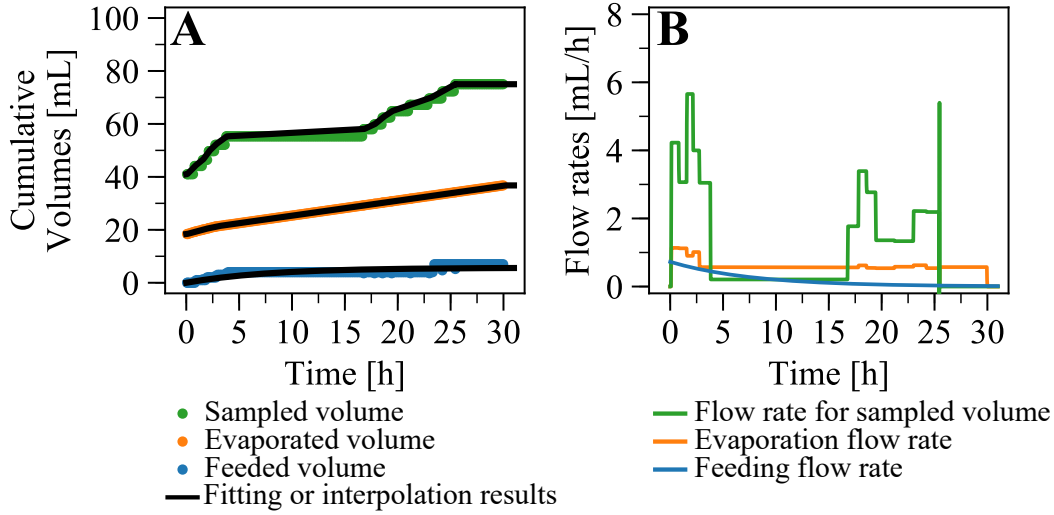 A
Cumulative
Volumes [mL]
100
80
60
40
20
0
0 5 10 15 20 25 30
Time [h]
Sampled volume
Evaporated volume
Feeded volume
Fitting or interpolation results
B
Flow rates [mL/h]
8
6
4
2
0
0 5 10 15 20 25 30
Time [h]
Flow rate for sampled volume
Evaporation flow rate
Feeding flow rate